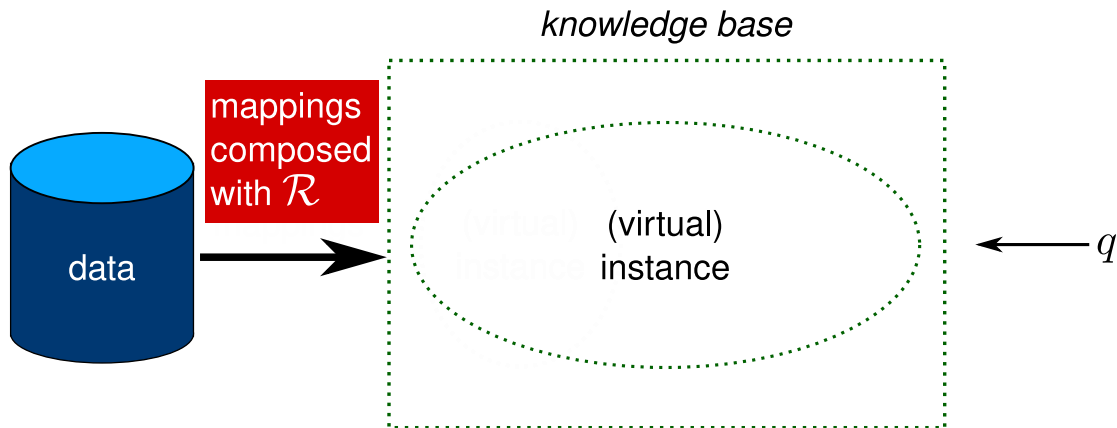 knowledge base
mappings
composed
with ℛ
(virtual)
instance
data
q